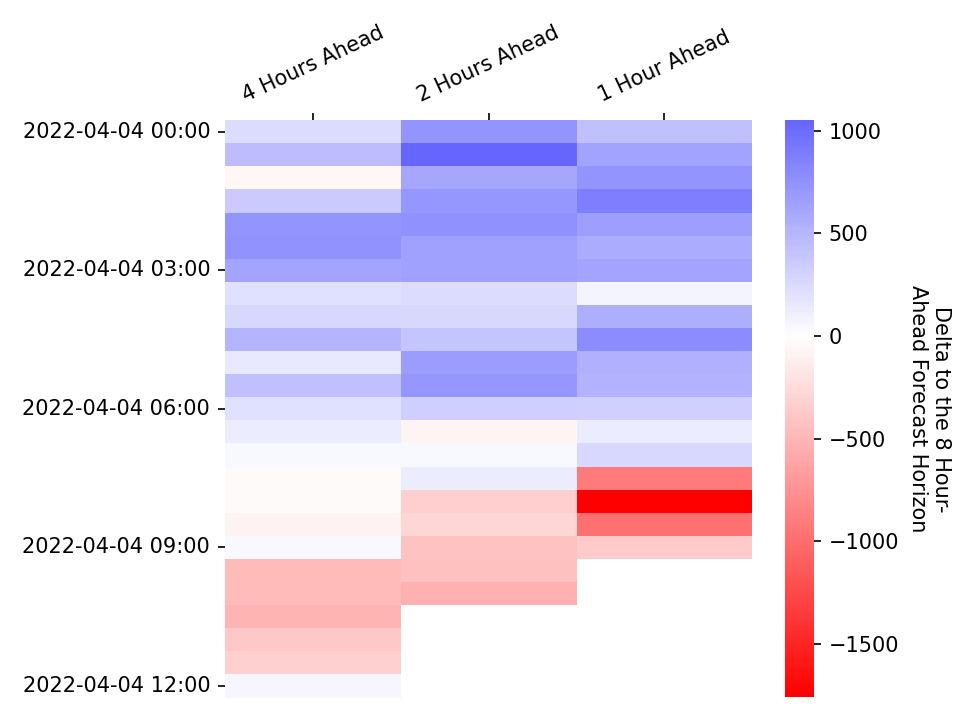 4 Hours Ahead
2 Hours Ahead
1 Hour Ahead
2022-04-04 00:00
2022-04-04 03:00
2022-04-04 06:00
2022-04-04 09:00
2022-04-04 12:00
1000
500
0
−500
−1000
−1500
Delta to the 8 Hour-
Ahead Forecast Horizon